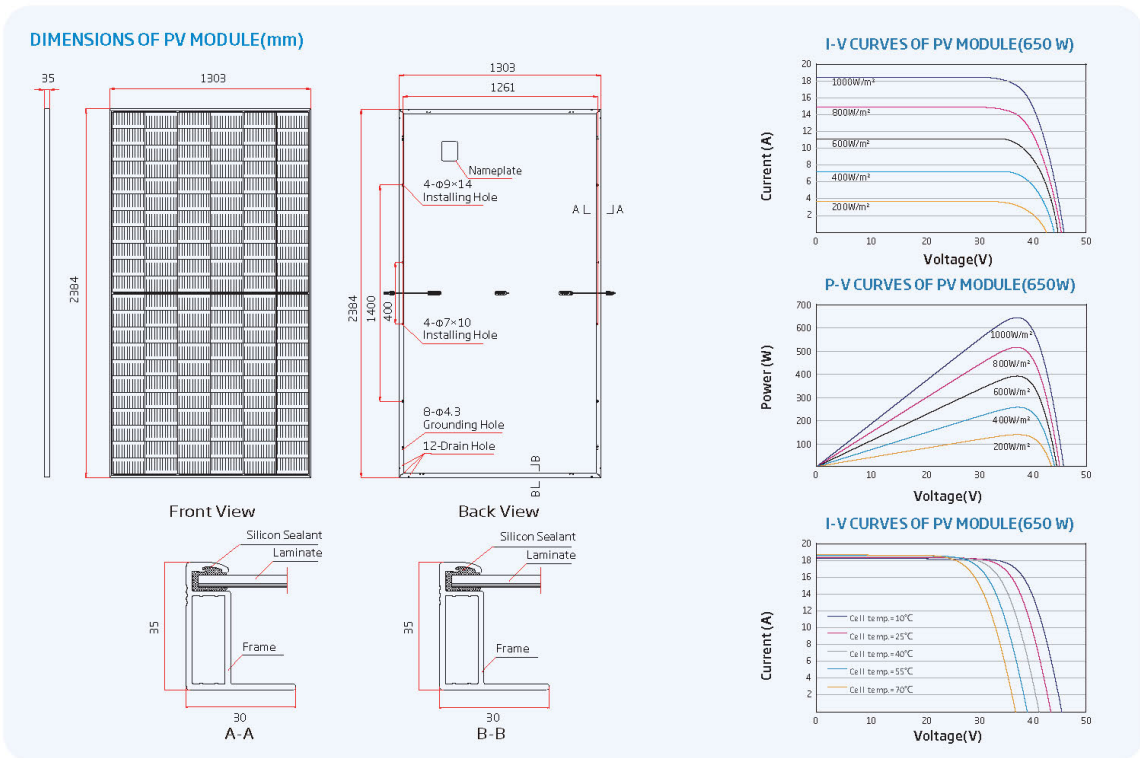 DIMENSIONS OF PV MODULE(mm)
35
1303
2384
Front View
1303
1261
Nameplate
4-φ9×14
Installing Hole
A
A
2384
1400
400
4-φ7×10
Installing Hole
8-φ4.3
Grounding Hole
12-Drain Hole
B
B
Back View
Silicon Sealant
Laminate
35
Frame
30
A-A
Silicon Sealant
Laminate
35
Frame
30
B-B
I-V CURVES OF PV MODULE(650 W)
Current (A)
20
18
16
14
12
10
8
6
4
2
1000W/m²
800W/m²
600W/m²
400W/m²
200W/m²
0 10 20 30 40 50
Voltage(V)
P-V CURVES OF PV MODULE(650W)
Power (W)
700
600
500
400
300
200
100
1000W/m²
800W/m²
600W/m²
400W/m²
200W/m²
0 10 20 30 40 50
Voltage(V)
I-V CURVES OF PV MODULE(650 W)
Current (A)
20
18
16
14
12
10
8
6
4
2
Cell temp.=10℃
Cell temp.=25℃
Cell temp.=40℃
Cell temp.=55℃
Cell temp.=70℃
0 10 20 30 40 50
Voltage(V)